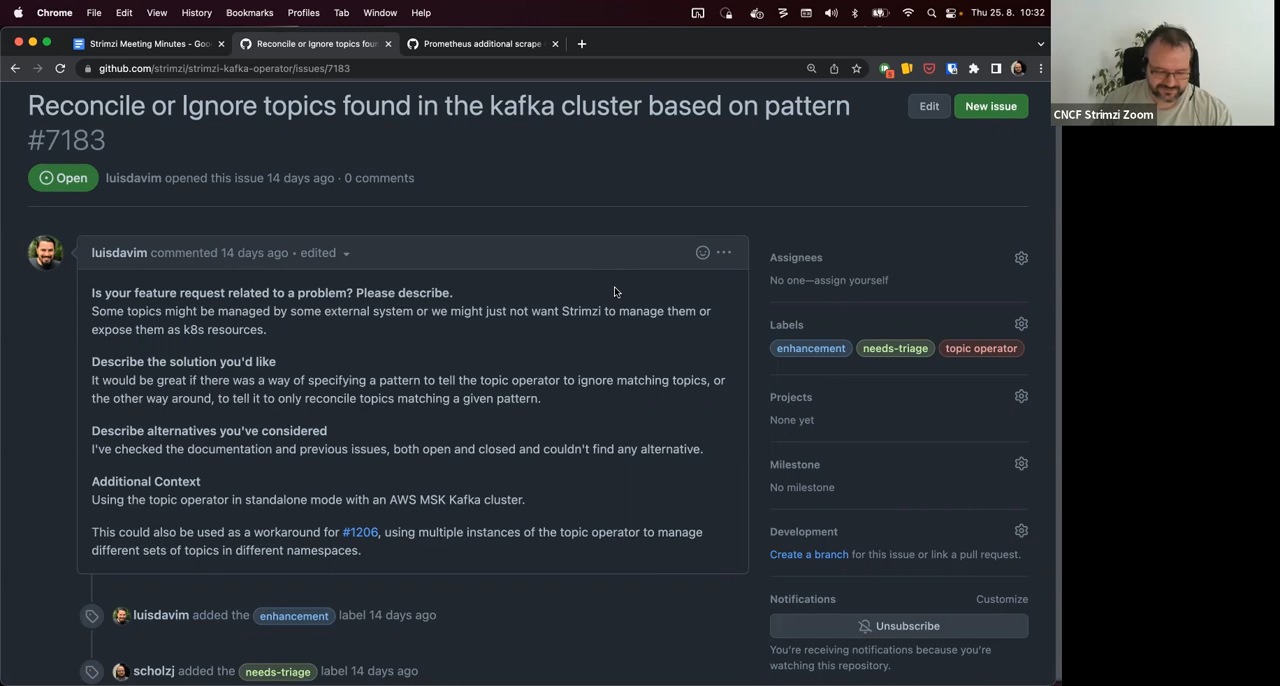 Chrome File Edit View History Bookmarks Profiles Tab Window Help Thu 25. 8. 10:32
Strimzi Meeting Minutes - Goo
Reconcile or Ignore topics foun
Prometheus additional scrape
github.com/strimzi/strimzi-kafka-operator/issues/7183
CNCF Strimzi Zoom
Reconcile or Ignore topics found in the kafka cluster based on pattern
#7183
Edit
New issue
Open
luisdavim opened this issue 14 days ago · 0 comments
luisdavim commented 14 days ago • edited
Is your feature request related to a problem? Please describe.
Some topics might be managed by some external system or we might just not want Strimzi to manage them or
expose them as k8s resources.
Describe the solution you'd like
It would be great if there was a way of specifying a pattern to tell the topic operator to ignore matching topics, or
the other way around, to tell it to only reconcile topics matching a given pattern.
Describe alternatives you've considered
I've checked the documentation and previous issues, both open and closed and couldn't find any alternative.
Additional Context
Using the topic operator in standalone mode with an AWS MSK Kafka cluster.
This could also be used as a workaround for #1206, using multiple instances of the topic operator to manage
different sets of topics in different namespaces.
luisdavim added the enhancement label 14 days ago
scholzj added the needs-triage label 14 days ago
Assignees
No one—assign yourself
Labels
enhancement needs-triage topic operator
Projects
None yet
Milestone
No milestone
Development
Create a branch for this issue or link a pull request.
Notifications
Customize
Unsubscribe
You're receiving notifications because you're
watching this repository.